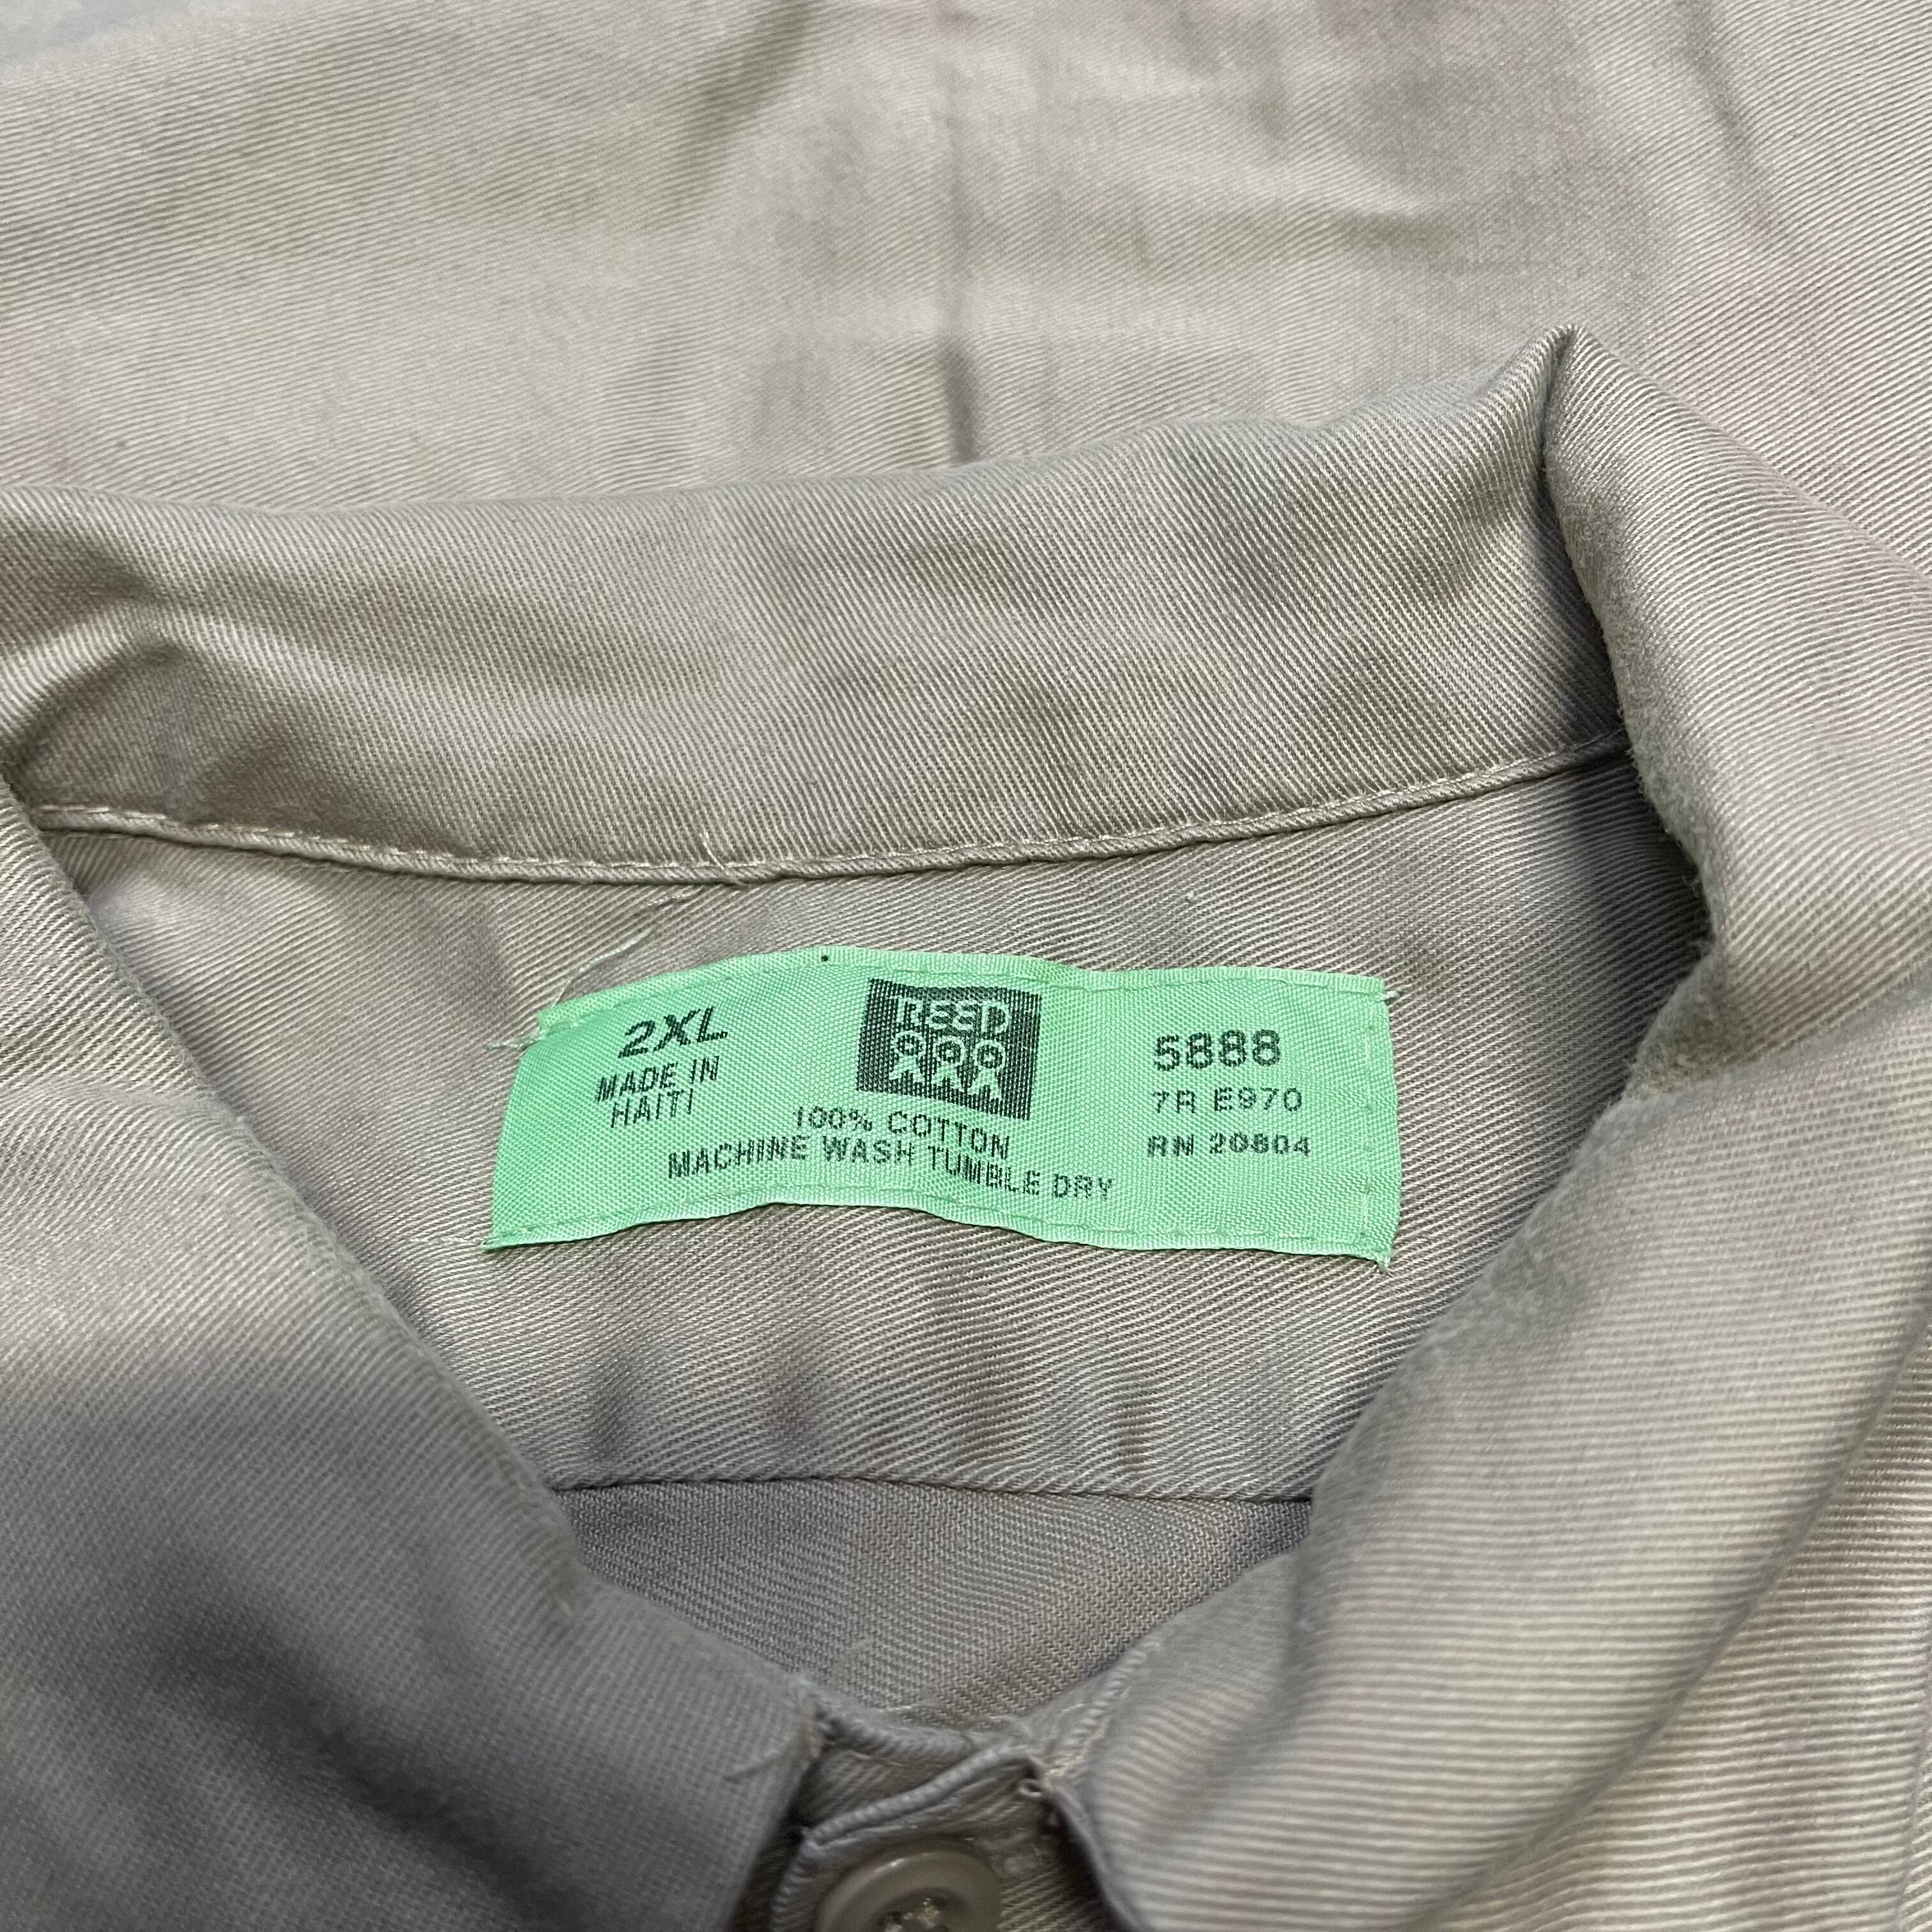 2XL
MADE IN
HAITI
REED
100% COTTON
MACHINE WASH TUMBLE DRY
5888
7R E970
RN 20804